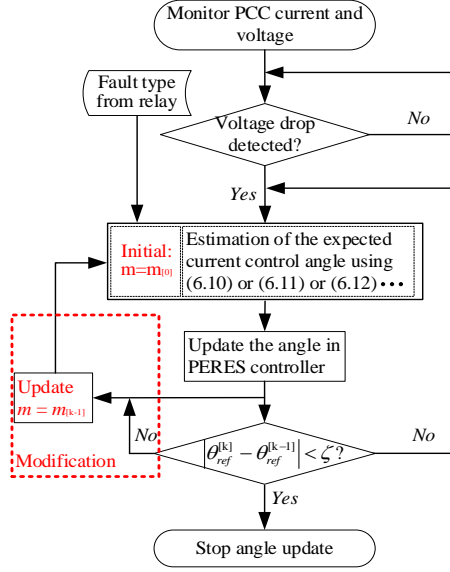 Monitor PCC current and
voltage
Fault type
from relay
Voltage drop
detected?
No
Yes
Initial:
m=m[0]
Estimation of the expected
current control angle using
(6.10) or (6.11) or (6.12) •••
Update the angle in
PERES controller
Update
m = m[k-1]
No
Modification
|θ_ref^[k] − θ_ref^[k−1]| < ζ ?
No
Yes
Stop angle update